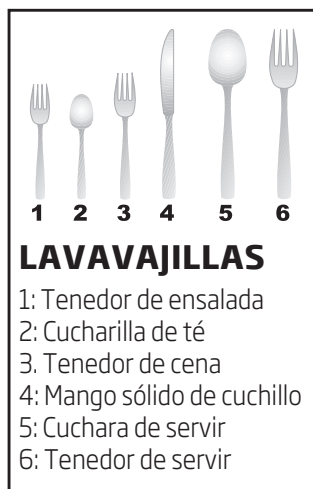 1 2 3 4 5 6
LAVAVAJILLAS
1: Tenedor de ensalada
2: Cucharilla de té
3. Tenedor de cena
4: Mango sólido de cuchillo
5: Cuchara de servir
6: Tenedor de servir